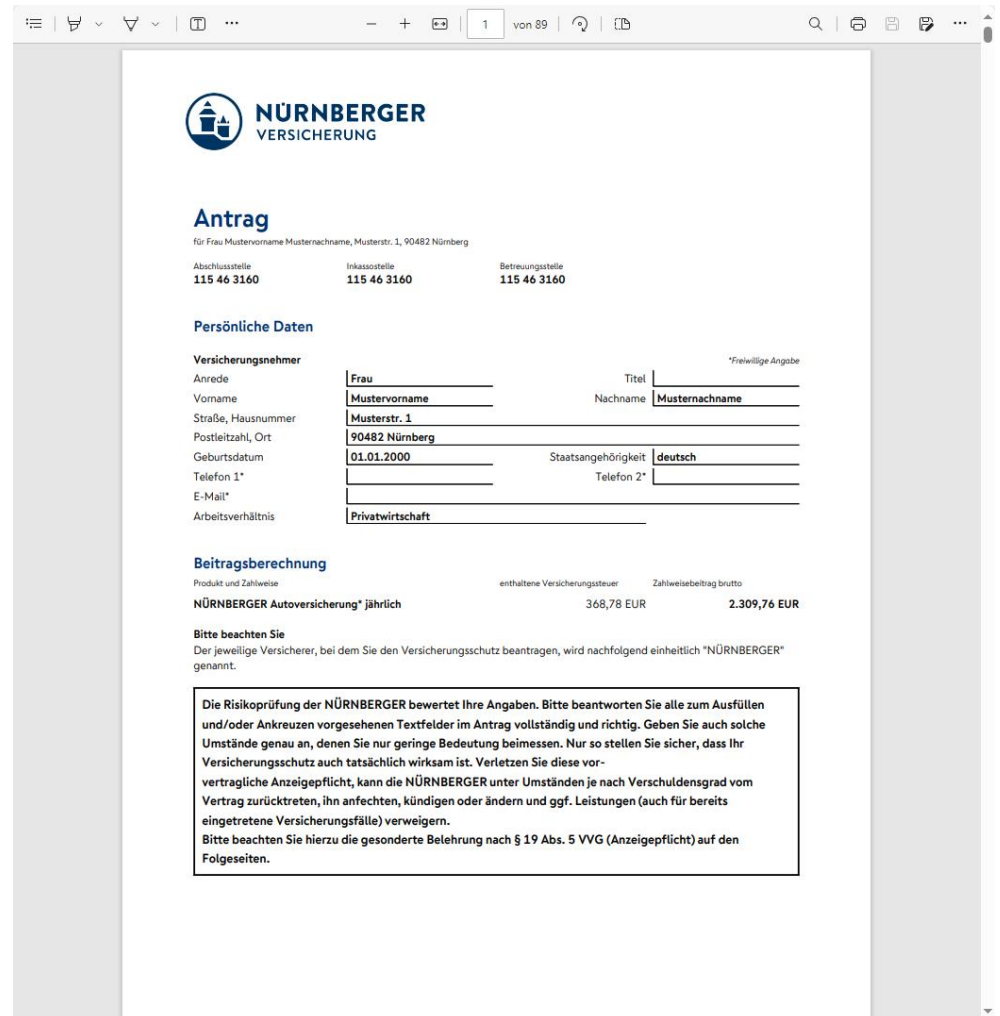 1 von 89
NÜRNBERGER
VERSICHERUNG
Antrag
für Frau Mustervorname Musternachname, Musterstr. 1, 90482 Nürnberg
Abschlussstelle Inkassostelle Betreuungsstelle
115 46 3160 115 46 3160 115 46 3160
Persönliche Daten
Versicherungsnehmer *Freiwillige Angabe
Anrede Frau Titel
Vorname Mustervorname Nachname Musternachname
Straße, Hausnummer Musterstr. 1
Postleitzahl, Ort 90482 Nürnberg
Geburtsdatum 01.01.2000 Staatsangehörigkeit deutsch
Telefon 1* Telefon 2*
E-Mail*
Arbeitsverhältnis Privatwirtschaft
Beitragsberechnung
Produkt und Zahlweise enthaltene Versicherungssteuer Zahlweisebeitrag brutto
NÜRNBERGER Autoversicherung* jährlich 368,78 EUR 2.309,76 EUR
Bitte beachten Sie
Der jeweilige Versicherer, bei dem Sie den Versicherungsschutz beantragen, wird nachfolgend einheitlich "NÜRNBERGER"
genannt.
Die Risikoprüfung der NÜRNBERGER bewertet Ihre Angaben. Bitte beantworten Sie alle zum Ausfüllen
und/oder Ankreuzen vorgesehenen Textfelder im Antrag vollständig und richtig. Geben Sie auch solche
Umstände genau an, denen Sie nur geringe Bedeutung beimessen. Nur so stellen Sie sicher, dass Ihr
Versicherungsschutz auch tatsächlich wirksam ist. Verletzen Sie diese vor-
vertragliche Anzeigepflicht, kann die NÜRNBERGER unter Umständen je nach Verschuldensgrad vom
Vertrag zurücktreten, ihn anfechten, kündigen oder ändern und ggf. Leistungen (auch für bereits
eingetretene Versicherungsfälle) verweigern.
Bitte beachten Sie hierzu die gesonderte Belehrung nach § 19 Abs. 5 VVG (Anzeigepflicht) auf den
Folgeseiten.